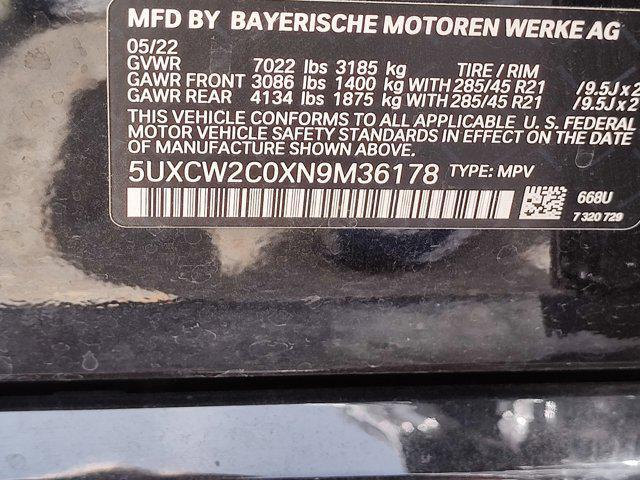 MFD BY BAYERISCHE MOTOREN WERKE AG
05/22
GVWR 7022 lbs 3185 kg TIRE / RIM
GAWR FRONT 3086 lbs 1400 kg WITH 285/45 R21 /9.5J x 2
GAWR REAR 4134 lbs 1875 kg WITH 285/45 R21 /9.5J x 2
THIS VEHICLE CONFORMS TO ALL APPLICABLE U. S. FEDERAL
MOTOR VEHICLE SAFETY STANDARDS IN EFFECT ON THE DATE
OF MANUFACTURE SHOWN ABOVE.
5UXCW2C0XN9M36178 TYPE: MPV
668U
7 320 729